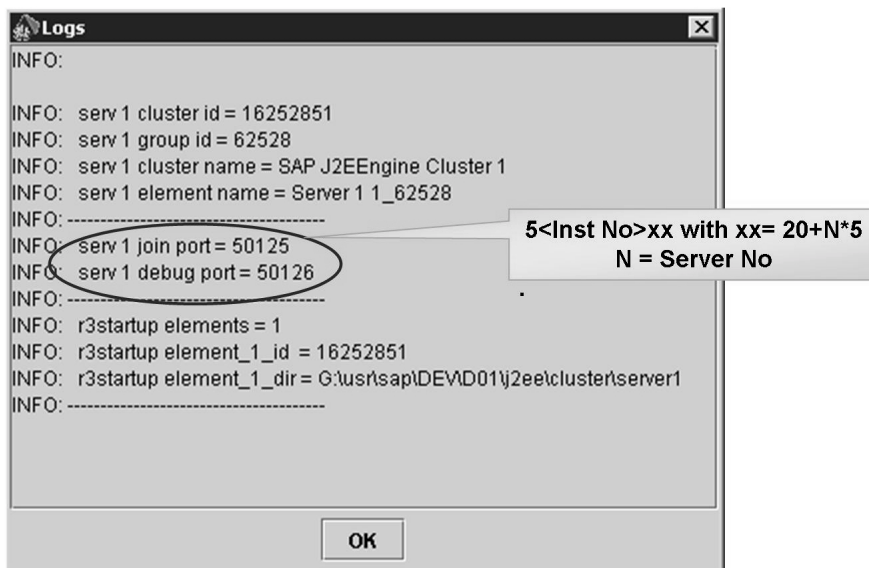 Logs
INFO:
INFO: serv 1 cluster id = 16252851
INFO: serv 1 group id = 62528
INFO: serv 1 cluster name = SAP J2EEngine Cluster 1
INFO: serv 1 element name = Server 1 1_62528
INFO: -----------------------------------
INFO: serv 1 join port = 50125
INFO: serv 1 debug port = 50126
INFO: -----------------------------------
INFO: r3startup elements = 1
INFO: r3startup element_1_id = 16252851
INFO: r3startup element_1_dir = G:\usr\sap\DEV\D01\j2ee\cluster\server1
INFO: -----------------------------------
5<Inst No>xx with xx= 20+N*5
N = Server No
.
OK